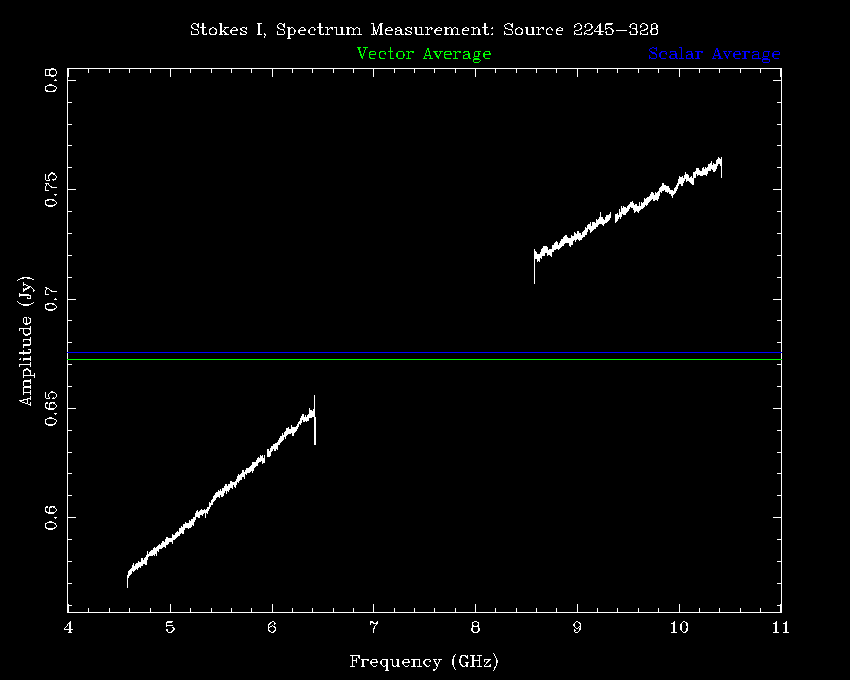 Stokes I, Spectrum Measurement: Source 2245−328
Vector Average Scalar Average
0.8
0.75
0.7
0.65
0.6
Amplitude (Jy)
4 5 6 7 8 9 10 11
Frequency (GHz)